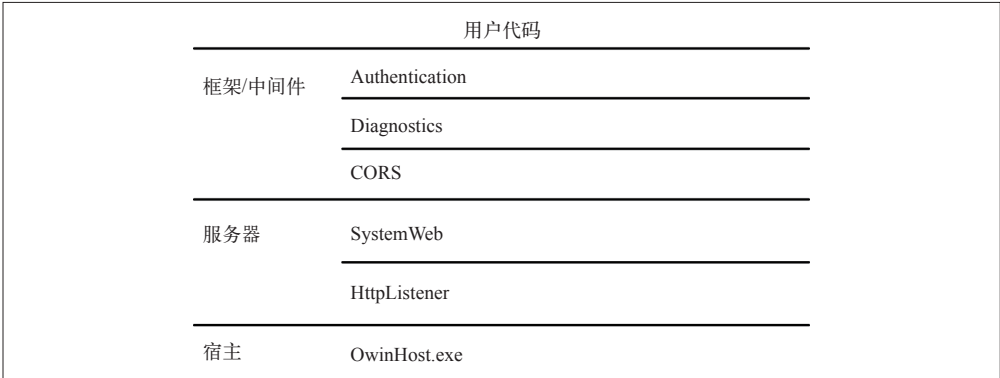 用户代码
框架/中间件
Authentication
Diagnostics
CORS
服务器
SystemWeb
HttpListener
宿主
OwinHost.exe